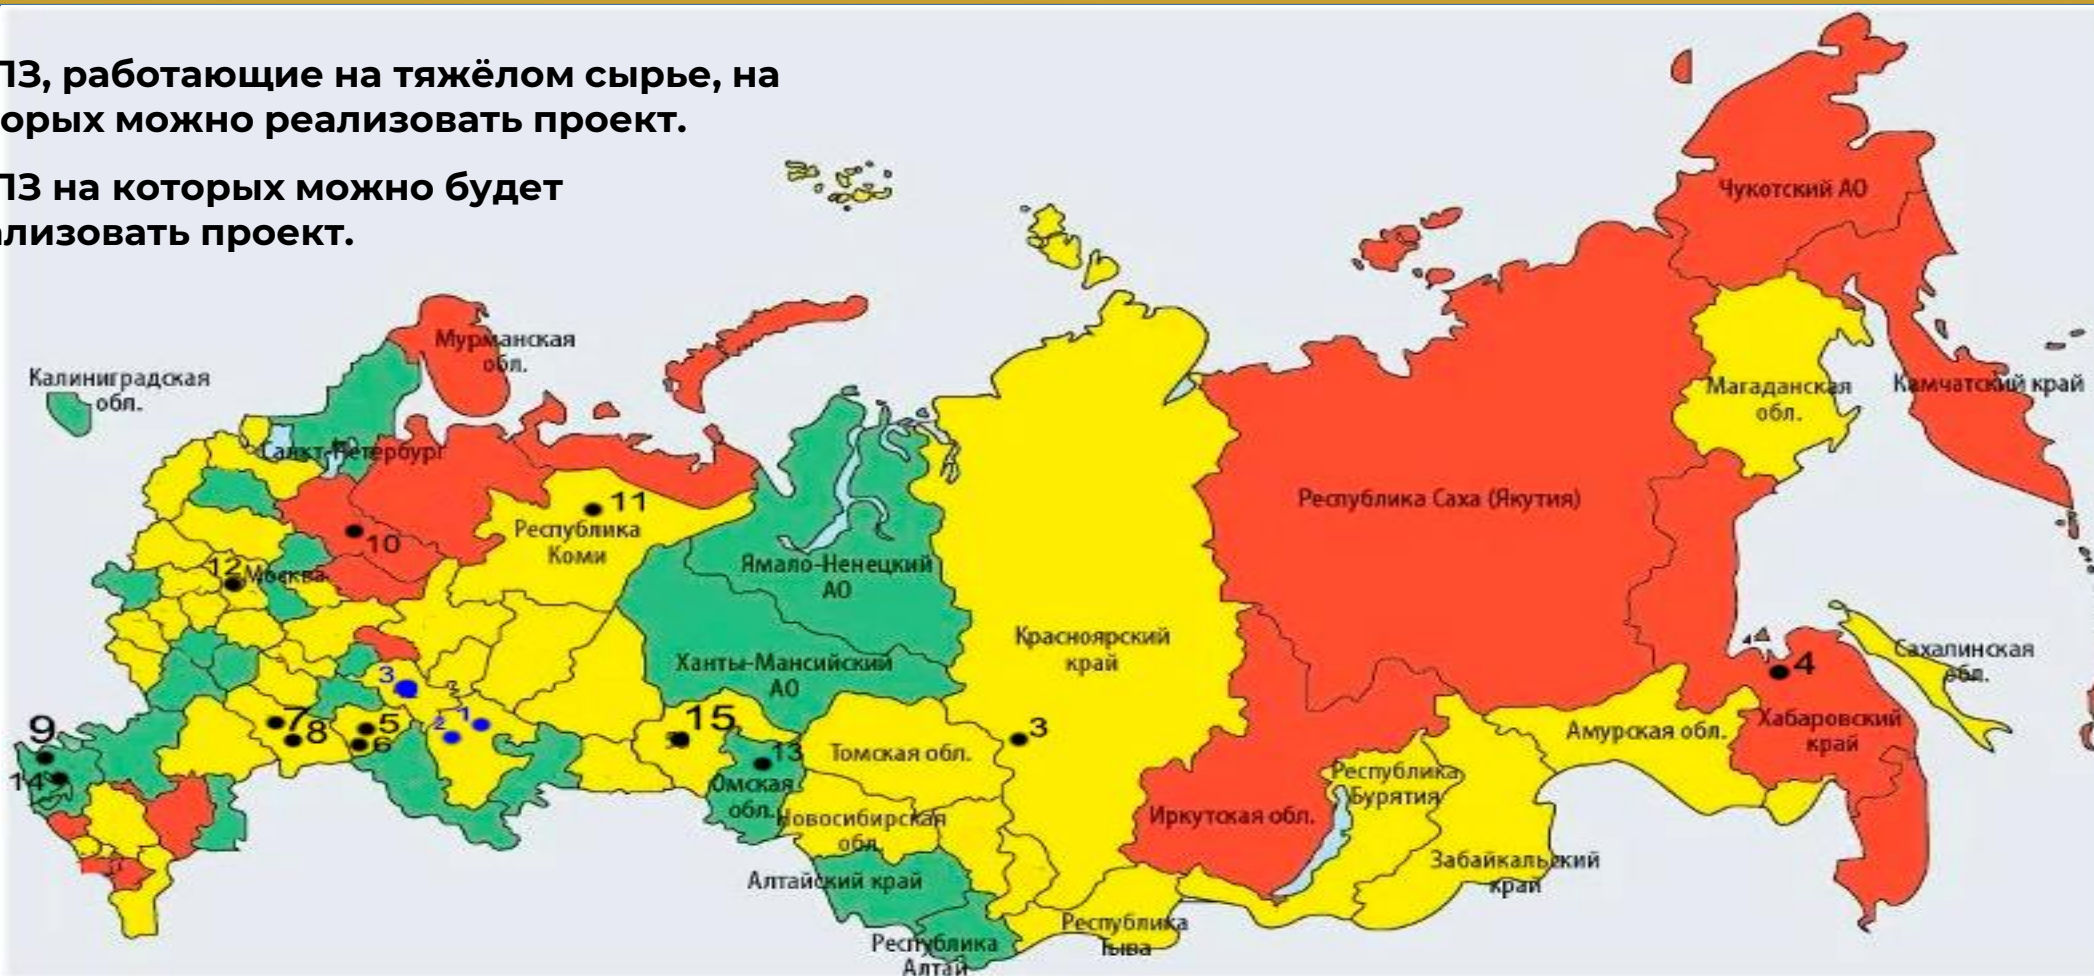 ПЗ, работающие на тяжёлом сырье, на
орых можно реализовать проект.
ПЗ на которых можно будет
ализовать проект.
Чукотский АО
Мурманская
обл.
Калининградская
обл.
Магаданская
обл.
Камчатский край
Санкт-Петербург
11
Республика
Коми
Республика Саха (Якутия)
10
12
Москва
Ямало-Ненецкий
АО
Красноярский
край
Сахалинская
обл.
Ханты-Мансийский
АО
3
4
9
7
8
5
6
2
1
15
3
Хабаровский
край
Амурская обл.
Томская обл.
14
13
Омская
обл.
Республика
Бурятия
Новосибирская
обл.
Иркутская обл.
Забайкальский
край
Алтайский край
Республика
Тыва
Республика
Алтай